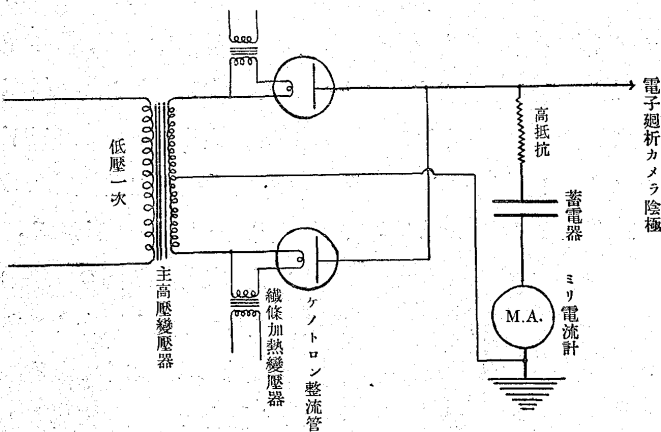 電子廻析カメラ陰極
高抵抗
蓄電器
ミリ電流計
M.A.
低壓一次
主高壓變壓器
纎條加熱變壓器
ケノトロン整流管